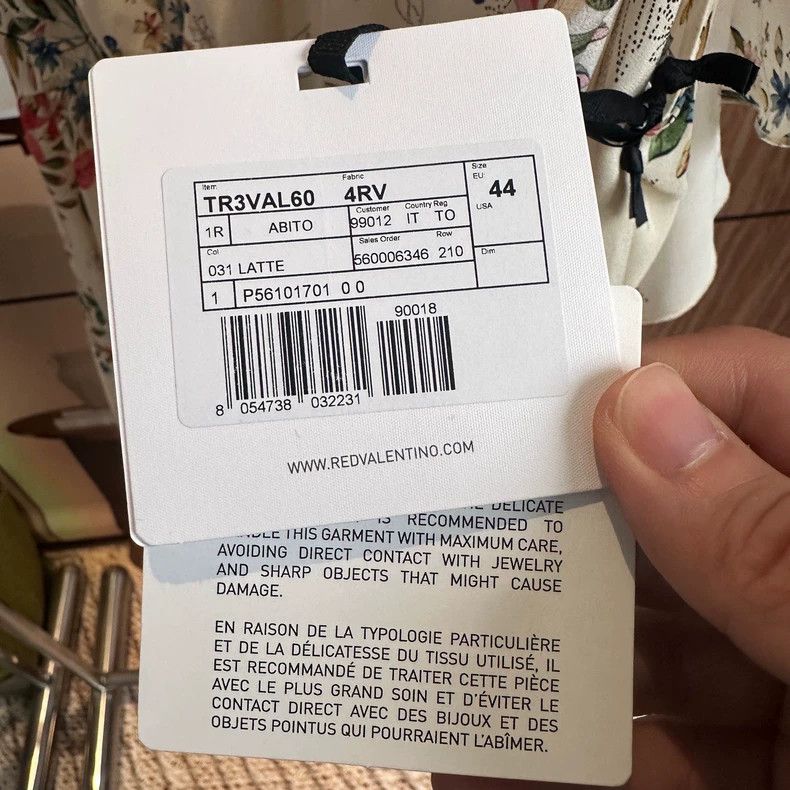 Item Fabric Size
TR3VAL60 4RV EU 44
1R ABITO Customer Country Reg USA
99012 IT TO
Col Sales Order Row Dim
031 LATTE 560006346 210
1 P56101701 0 0
90018
8 054738 032231
WWW.REDVALENTINO.COM
DELICATE
IS RECOMMENDED TO
THIS GARMENT WITH MAXIMUM CARE,
AVOIDING DIRECT CONTACT WITH JEWELRY
AND SHARP OBJECTS THAT MIGHT CAUSE
DAMAGE.
EN RAISON DE LA TYPOLOGIE PARTICULIÈRE
ET DE LA DÉLICATESSE DU TISSU UTILISÉ, IL
EST RECOMMANDÉ DE TRAITER CETTE PIÈCE
AVEC LE PLUS GRAND SOIN ET D'ÉVITER LE
CONTACT DIRECT AVEC DES BIJOUX ET DES
OBJETS POINTUS QUI POURRAIENT L'ABÎMER.